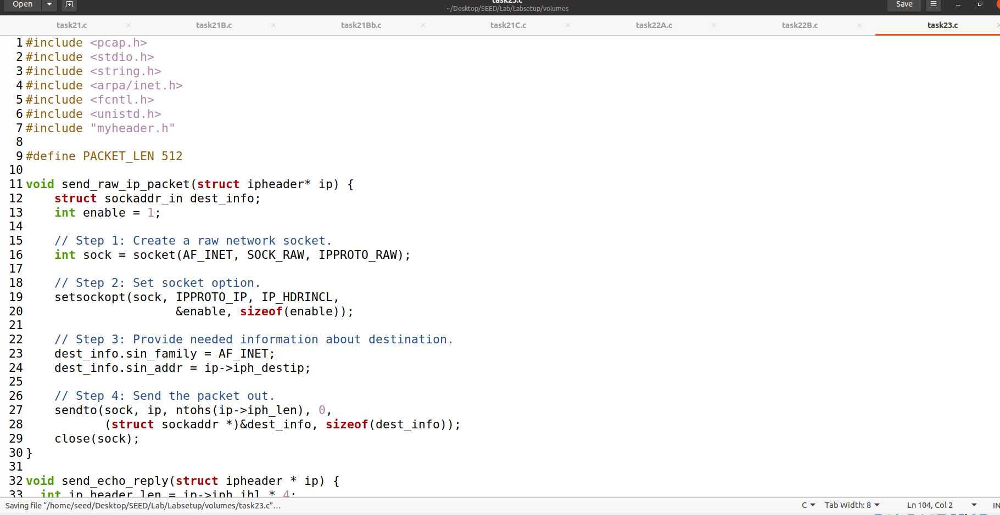 task23.c
Open
~/Desktop/SEED/Lab/Labsetup/volumes
Save
task21.c × task21B.c × task21Bb.c × task21C.c × task22A.c × task22B.c × task23.c ×
1 #include <pcap.h>
2 #include <stdio.h>
3 #include <string.h>
4 #include <arpa/inet.h>
5 #include <fcntl.h>
6 #include <unistd.h>
7 #include "myheader.h"
8
9 #define PACKET_LEN 512
10
11 void send_raw_ip_packet(struct ipheader* ip) {
12     struct sockaddr_in dest_info;
13     int enable = 1;
14
15     // Step 1: Create a raw network socket.
16     int sock = socket(AF_INET, SOCK_RAW, IPPROTO_RAW);
17
18     // Step 2: Set socket option.
19     setsockopt(sock, IPPROTO_IP, IP_HDRINCL,
20                      &enable, sizeof(enable));
21
22     // Step 3: Provide needed information about destination.
23     dest_info.sin_family = AF_INET;
24     dest_info.sin_addr = ip->iph_destip;
25
26     // Step 4: Send the packet out.
27     sendto(sock, ip, ntohs(ip->iph_len), 0,
28            (struct sockaddr *)&dest_info, sizeof(dest_info));
29     close(sock);
30 }
31
32 void send_echo_reply(struct ipheader * ip) {
33   int ip_header_len = ip->iph_ihl * 4;
Saving file “/home/seed/Desktop/SEED/Lab/Labsetup/volumes/task23.c”… C Tab Width: 8 Ln 104, Col 2 IN